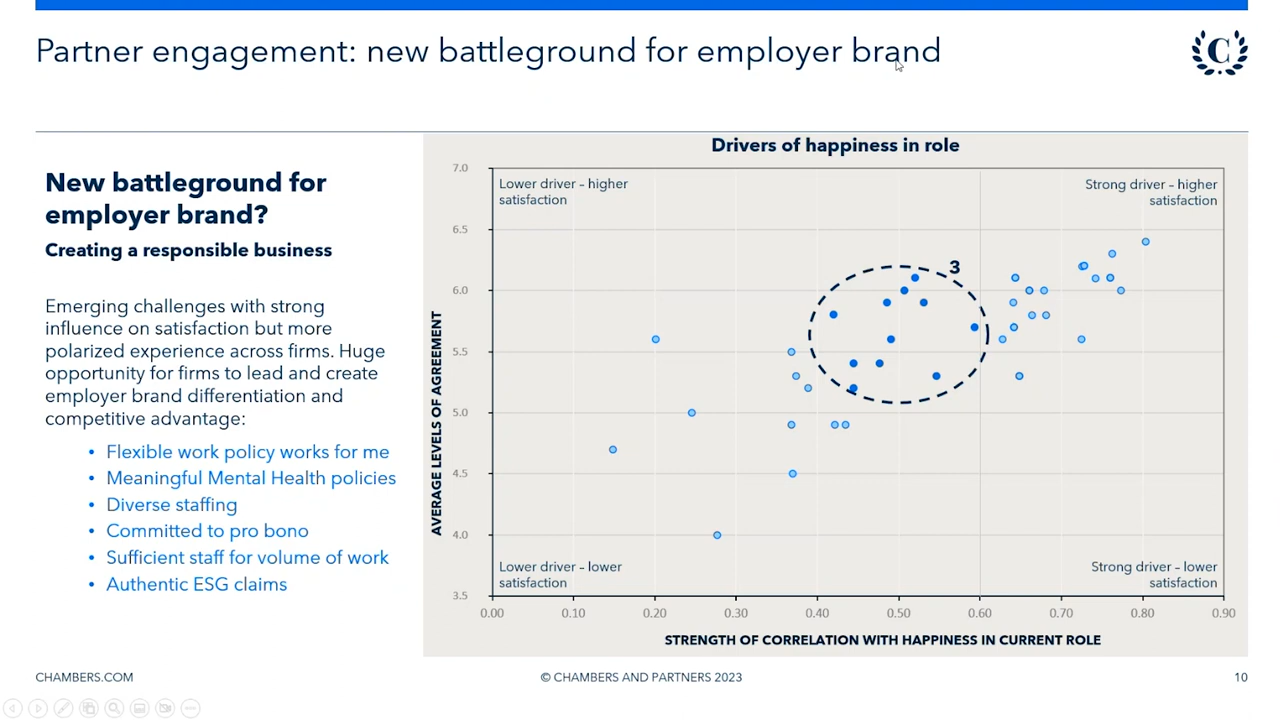 Partner engagement: new battleground for employer brand
C
New battleground for
employer brand?
Creating a responsible business
Emerging challenges with strong
influence on satisfaction but more
polarized experience across firms. Huge
opportunity for firms to lead and create
employer brand differentiation and
competitive advantage:
• Flexible work policy works for me
• Meaningful Mental Health policies
• Diverse staffing
• Committed to pro bono
• Sufficient staff for volume of work
• Authentic ESG claims
Drivers of happiness in role
Lower driver – higher
satisfaction
Strong driver – higher
satisfaction
3
Lower driver – lower
satisfaction
Strong driver – lower
satisfaction
AVERAGE LEVELS OF AGREEMENT
7.0
6.5
6.0
5.5
5.0
4.5
4.0
3.5
0.00 0.10 0.20 0.30 0.40 0.50 0.60 0.70 0.80 0.90
STRENGTH OF CORRELATION WITH HAPPINESS IN CURRENT ROLE
CHAMBERS.COM
© CHAMBERS AND PARTNERS 2023
10